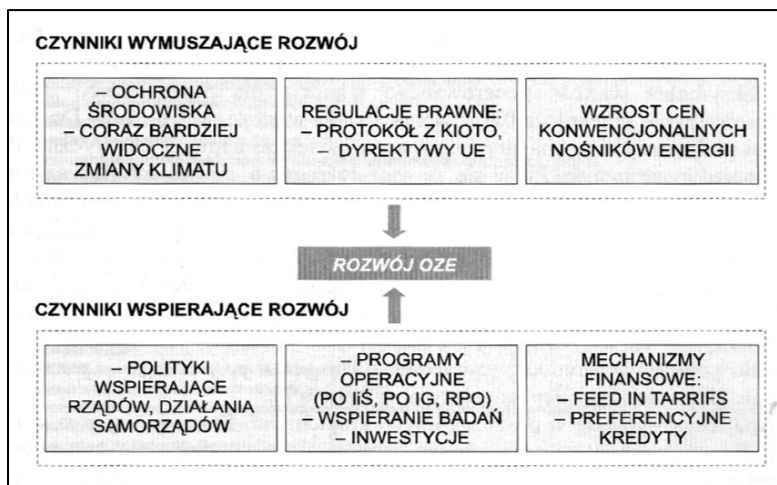 CZYNNIKI WYMUSZAJĄCE ROZWÓJ
– OCHRONA
ŚRODOWISKA
– CORAZ BARDZIEJ
WIDOCZNE
ZMIANY KLIMATU
REGULACJE PRAWNE:
– PROTOKÓŁ Z KIOTO,
DYREKTYWY UE
WZROST CEN
KONWENCJONALNYCH
NOŚNIKÓW ENERGII
ROZWÓJ OZE
CZYNNIKI WSPIERAJĄCE ROZWÓJ
– POLITYKI
WSPIERAJĄCE
RZĄDÓW, DZIAŁANIA
SAMORZĄDÓW
– PROGRAMY
OPERACYJNE
(PO IiŚ, PO IG, RPO)
– WSPIERANIE BADAŃ
– INWESTYCJE
MECHANIZMY
FINANSOWE:
– FEED IN TARRIFS
– PREFERENCYJNE
KREDYTY